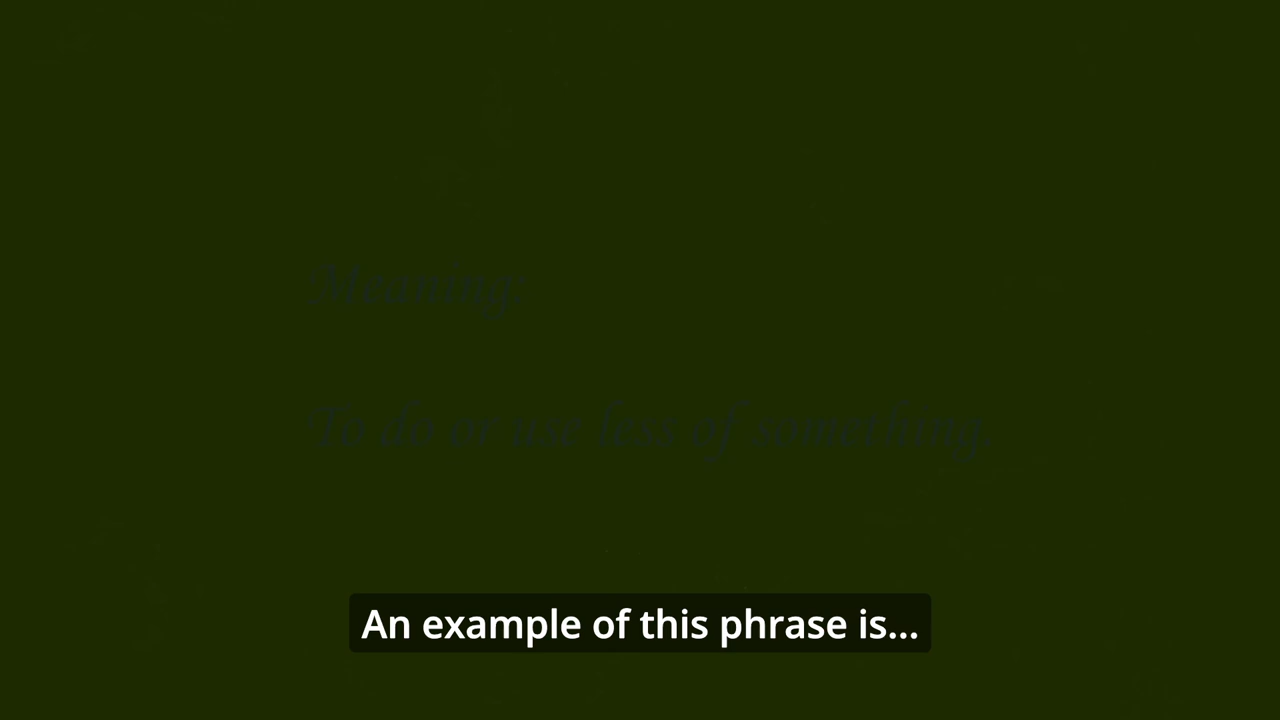 Meaning:
To do or use less of something.
An example of this phrase is...